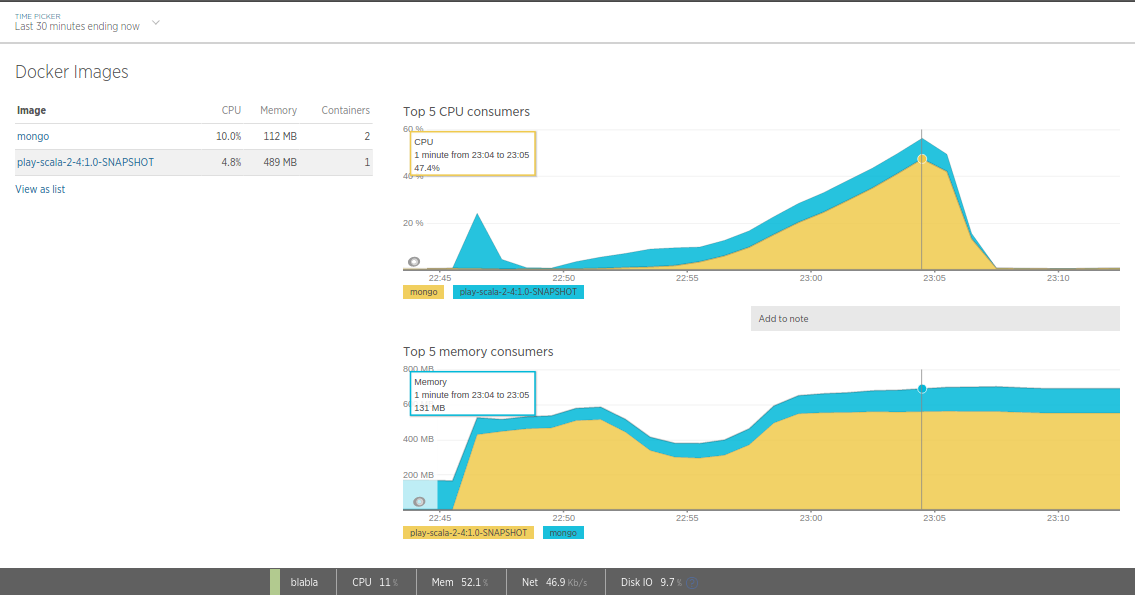 TIME PICKER
Last 30 minutes ending now
Docker Images
Image CPU Memory Containers
mongo 10.0% 112 MB 2
play-scala-2-4:1.0-SNAPSHOT 4.8% 489 MB 1
View as list
Top 5 CPU consumers
60 %
CPU
1 minute from 23:04 to 23:05
47.4%
40 %
20 %
22:45 22:50 22:55 23:00 23:05 23:10
mongo play-scala-2-4:1.0-SNAPSHOT
Add to note
Top 5 memory consumers
800 MB
Memory
1 minute from 23:04 to 23:05
131 MB
400 MB
200 MB
22:45 22:50 22:55 23:00 23:05 23:10
play-scala-2-4:1.0-SNAPSHOT mongo
blabla CPU 11 % Mem 52.1 % Net 46.9 Kb/s Disk IO 9.7 %